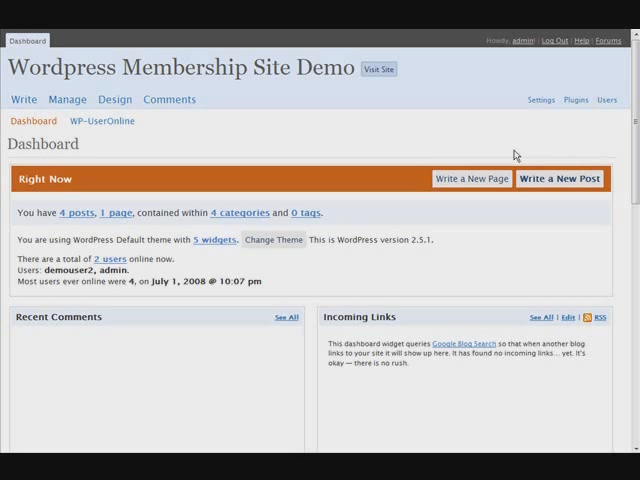 Dashboard
Howdy, admin! Log Out | Help | Forums
Wordpress Membership Site Demo Visit Site
Write Manage Design Comments
Settings Plugins Users
Dashboard WP-UserOnline
Dashboard
Right Now
Write a New Page Write a New Post
You have 4 posts, 1 page, contained within 4 categories and 0 tags.
You are using WordPress Default theme with 5 widgets. Change Theme This is WordPress version 2.5.1.
There are a total of 2 users online now.
Users: demouser2, admin.
Most users ever online were 4, on July 1, 2008 @ 10:07 pm
Recent Comments See All
Incoming Links See All | Edit | RSS
This dashboard widget queries Google Blog Search so that when another blog
links to your site it will show up here. It has found no incoming links... yet. It's
okay — there is no rush.